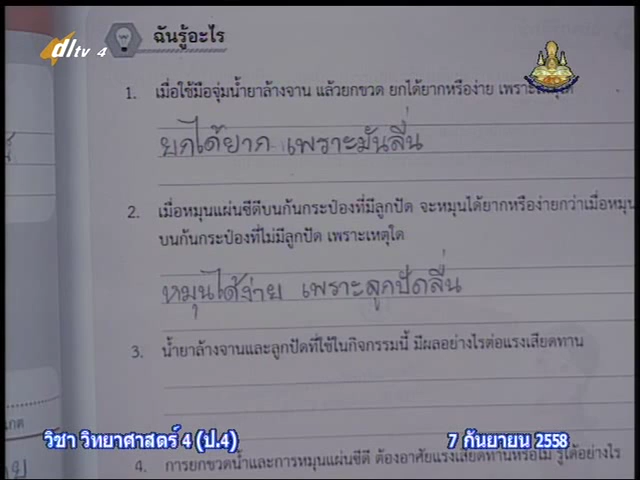 dltv 4
ฉันรู้อะไร
1. เมื่อใช้มือจุ่มน้ำยาล้างจาน แล้วยกขวด ยกได้ยากหรือง่าย เพราะเหตุใด
ยกได้ยาก เพราะมันลื่น
2. เมื่อหมุนแผ่นซีดีบนก้นกระป๋องที่มีลูกปัด จะหมุนได้ยากหรือง่ายกว่าเมื่อหมุน
บนก้นกระป๋องที่ไม่มีลูกปัด เพราะเหตุใด
หมุนได้ง่าย เพราะลูกปัดลื่น
3. น้ำยาล้างจานและลูกปัดที่ใช้ในกิจกรรมนี้ มีผลอย่างไรต่อแรงเสียดทาน
วิชา วิทยาศาสตร์ 4 (ป.4) 7 กันยายน 2558
4. การยกขวดน้ำและการหมุนแผ่นซีดี ต้องอาศัยแรงเสียดทานหรือไม่ รู้ได้อย่างไร